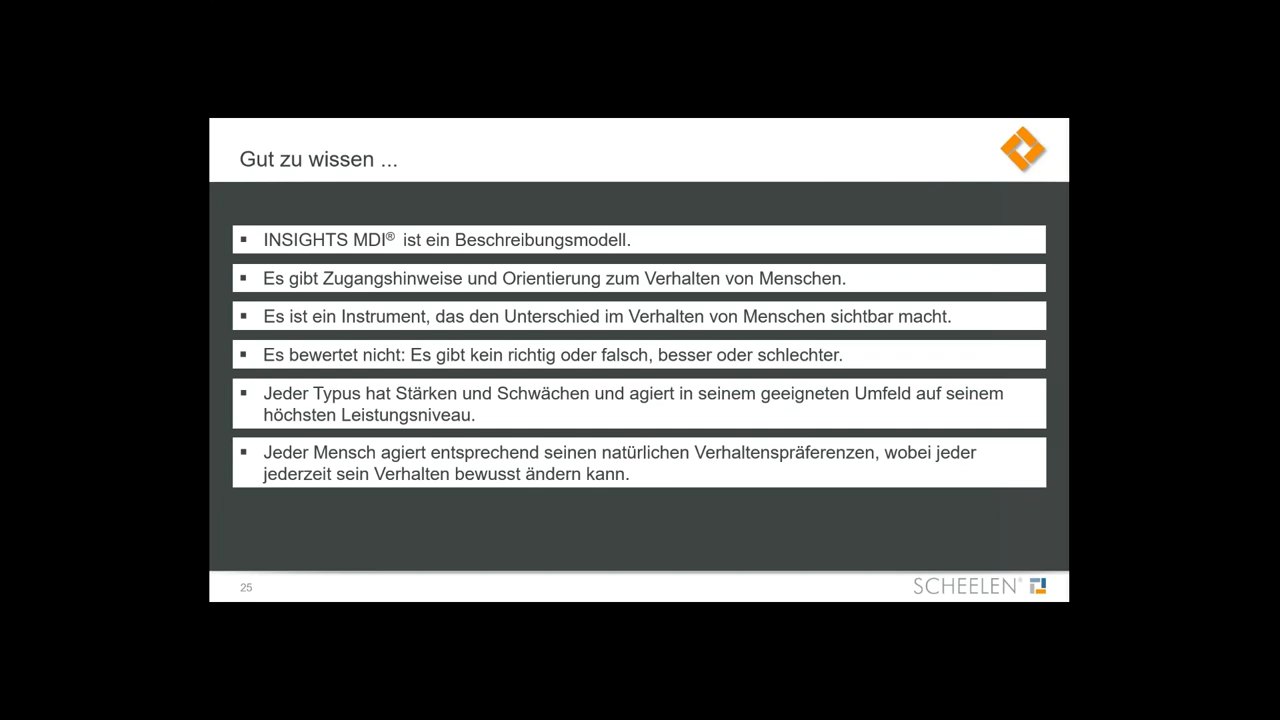 Gut zu wissen ...
▪ INSIGHTS MDI® ist ein Beschreibungsmodell.
▪ Es gibt Zugangshinweise und Orientierung zum Verhalten von Menschen.
▪ Es ist ein Instrument, das den Unterschied im Verhalten von Menschen sichtbar macht.
▪ Es bewertet nicht: Es gibt kein richtig oder falsch, besser oder schlechter.
▪ Jeder Typus hat Stärken und Schwächen und agiert in seinem geeigneten Umfeld auf seinem
höchsten Leistungsniveau.
▪ Jeder Mensch agiert entsprechend seinen natürlichen Verhaltenspräferenzen, wobei jeder
jederzeit sein Verhalten bewusst ändern kann.
25
SCHEELEN®